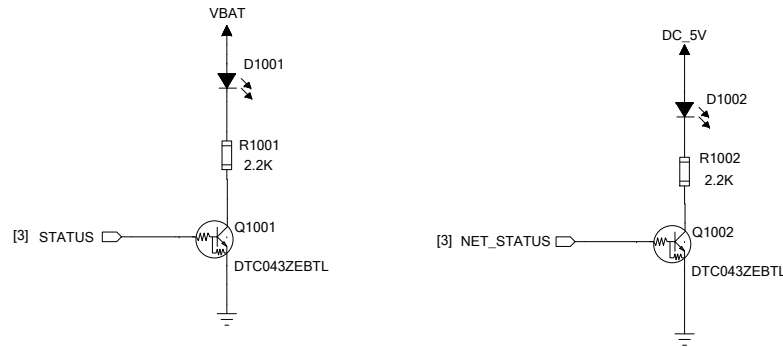 VBAT
D1001
R1001
2.2K
[3] STATUS
Q1001
DTC043ZEBTL
DC_5V
D1002
R1002
2.2K
[3] NET_STATUS
Q1002
DTC043ZEBTL